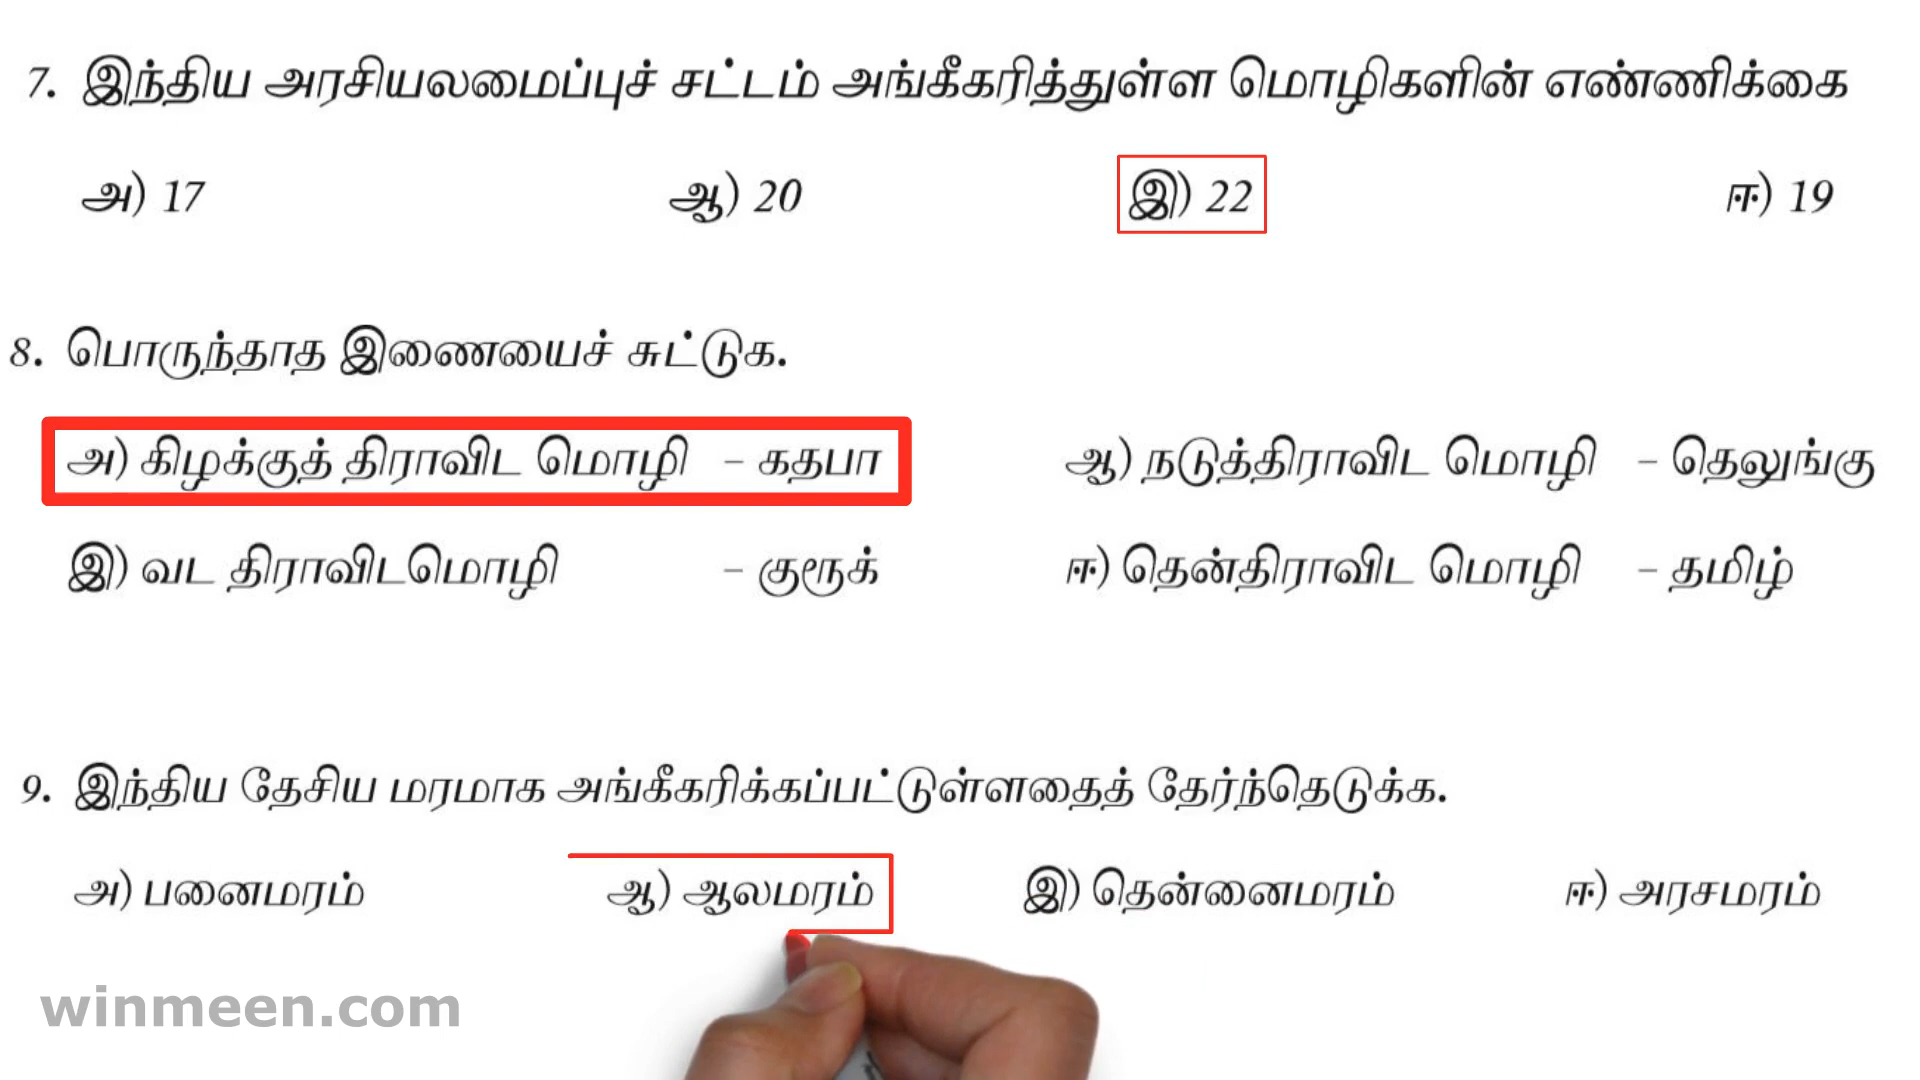 7. இந்திய அரசியலமைப்புச் சட்டம் அங்கீகரித்துள்ள மொழிகளின் எண்ணிக்கை
அ) 17 ஆ) 20 இ) 22 ஈ) 19
8. பொருந்தாத இணையைச் சுட்டுக.
அ) கிழக்குத் திராவிட மொழி – கதபா ஆ) நடுத்திராவிட மொழி – தெலுங்கு
இ) வட திராவிடமொழி – குரூக் ஈ) தென்திராவிட மொழி – தமிழ்
9. இந்திய தேசிய மரமாக அங்கீகரிக்கப்பட்டுள்ளதைத் தேர்ந்தெடுக்க.
அ) பனைமரம் ஆ) ஆலமரம் இ) தென்னைமரம் ஈ) அரசமரம்
winmeen.com